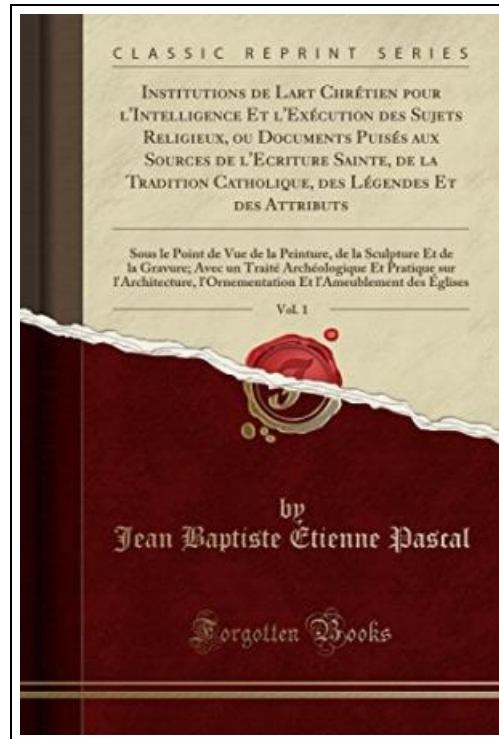 CLASSIC REPRINT SERIES
INSTITUTIONS DE LART CHRÉTIEN POUR
L'INTELLIGENCE ET L'EXÉCUTION DES SUJETS
RELIGIEUX, OU DOCUMENTS PUISÉS AUX
SOURCES DE L'ECRITURE SAINTE, DE LA
TRADITION CATHOLIQUE, DES LÉGENDES ET
DES ATTRIBUTS
Sous le Point de Vue de la Peinture, de la Sculpture Et de
la Gravure; Avec un Traité Archéologique Et Pratique sur
l'Architecture, l'Ornementation Et l'Ameublement des Églises
Vol. 1
by
Jean Baptiste Étienne Pascal
Forgotten Books